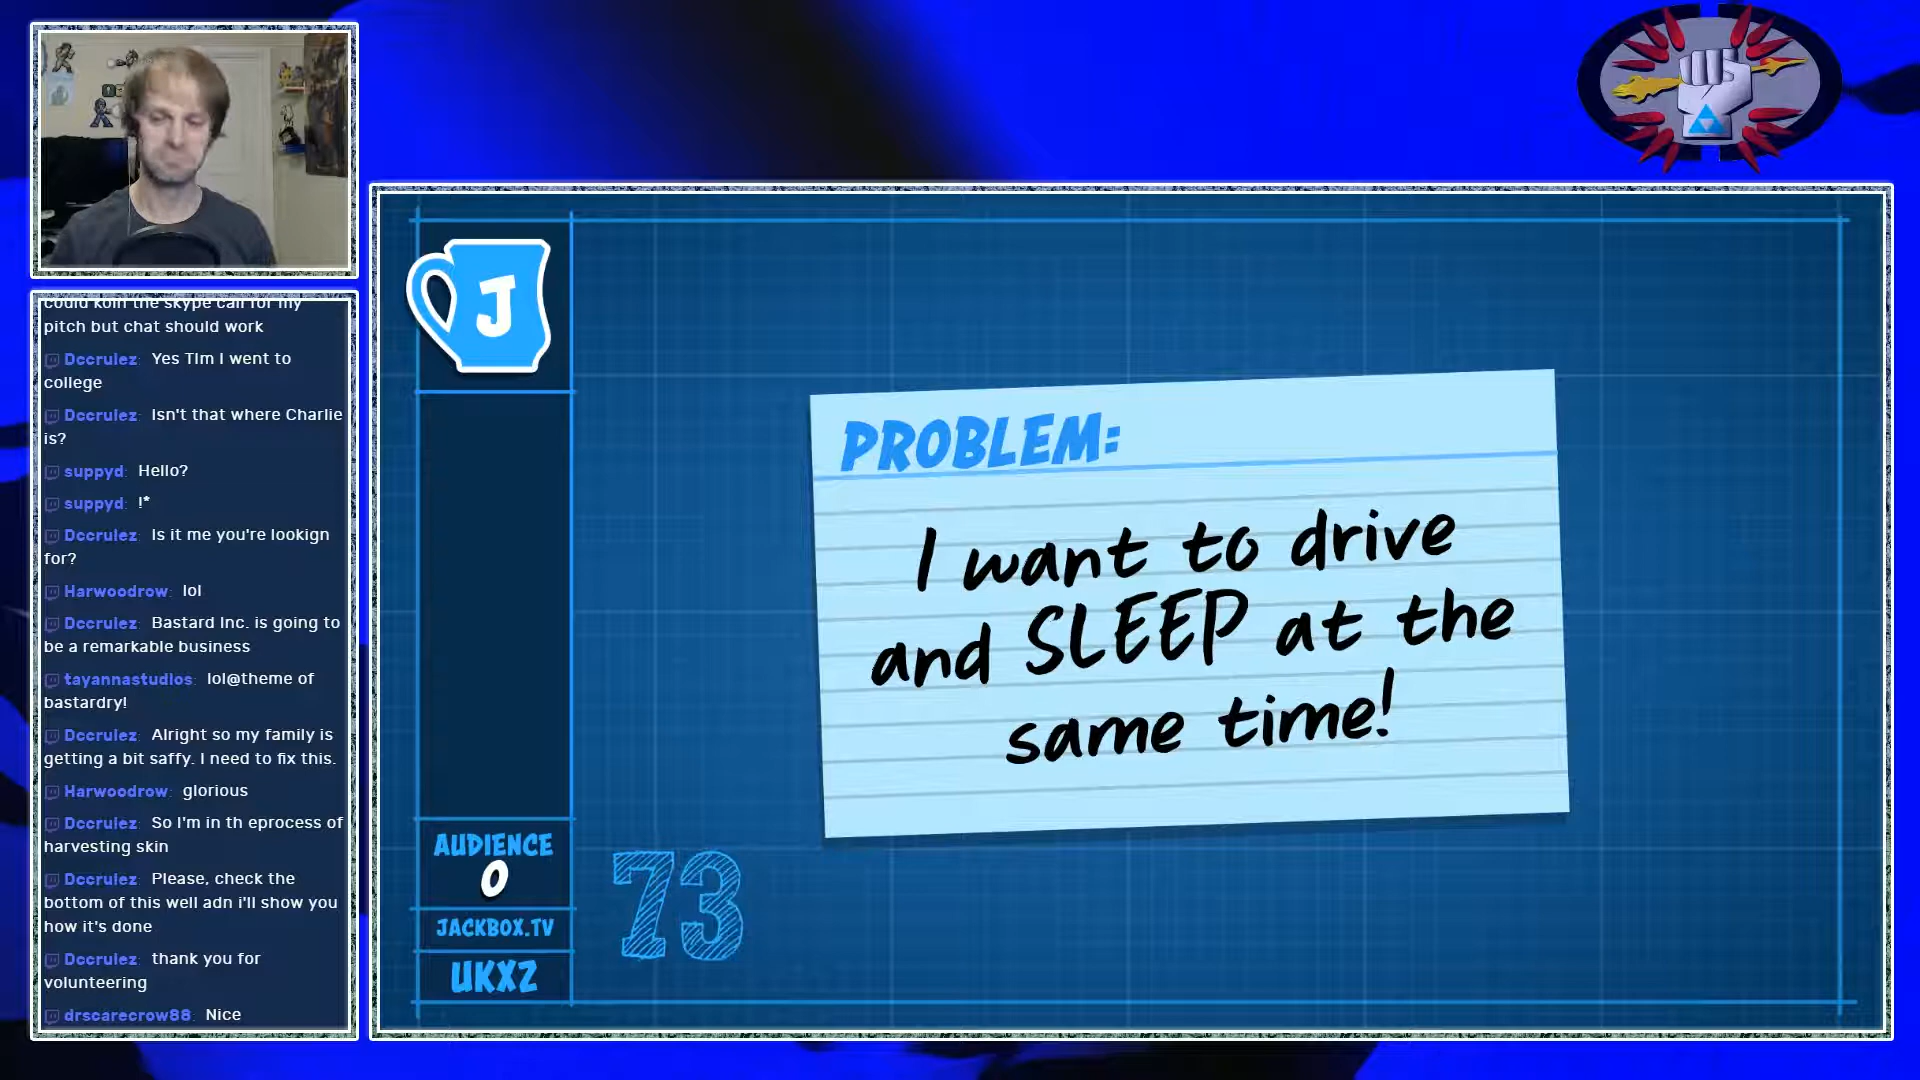 could koin the skype call for my
pitch but chat should work
Dccrulez: Yes TIm I went to
college
Dccrulez: Isn't that where Charlie
is?
suppyd: Hello?
suppyd: !*
Dccrulez: Is it me you're lookign
for?
Harwoodrow: lol
Dccrulez: Bastard Inc. is going to
be a remarkable business
tayannastudios: lol@theme of
bastardry!
Dccrulez: Alright so my family is
getting a bit saffy. I need to fix this.
Harwoodrow: glorious
Dccrulez: So I'm in th eprocess of
harvesting skin
Dccrulez: Please, check the
bottom of this well adn i'll show you
how it's done
Dccrulez: thank you for
volunteering
drscarecrow88: Nice
J
AUDIENCE
0
JACKBOX.TV
UKXZ
73
PROBLEM:
I want to drive
and SLEEP at the
same time!